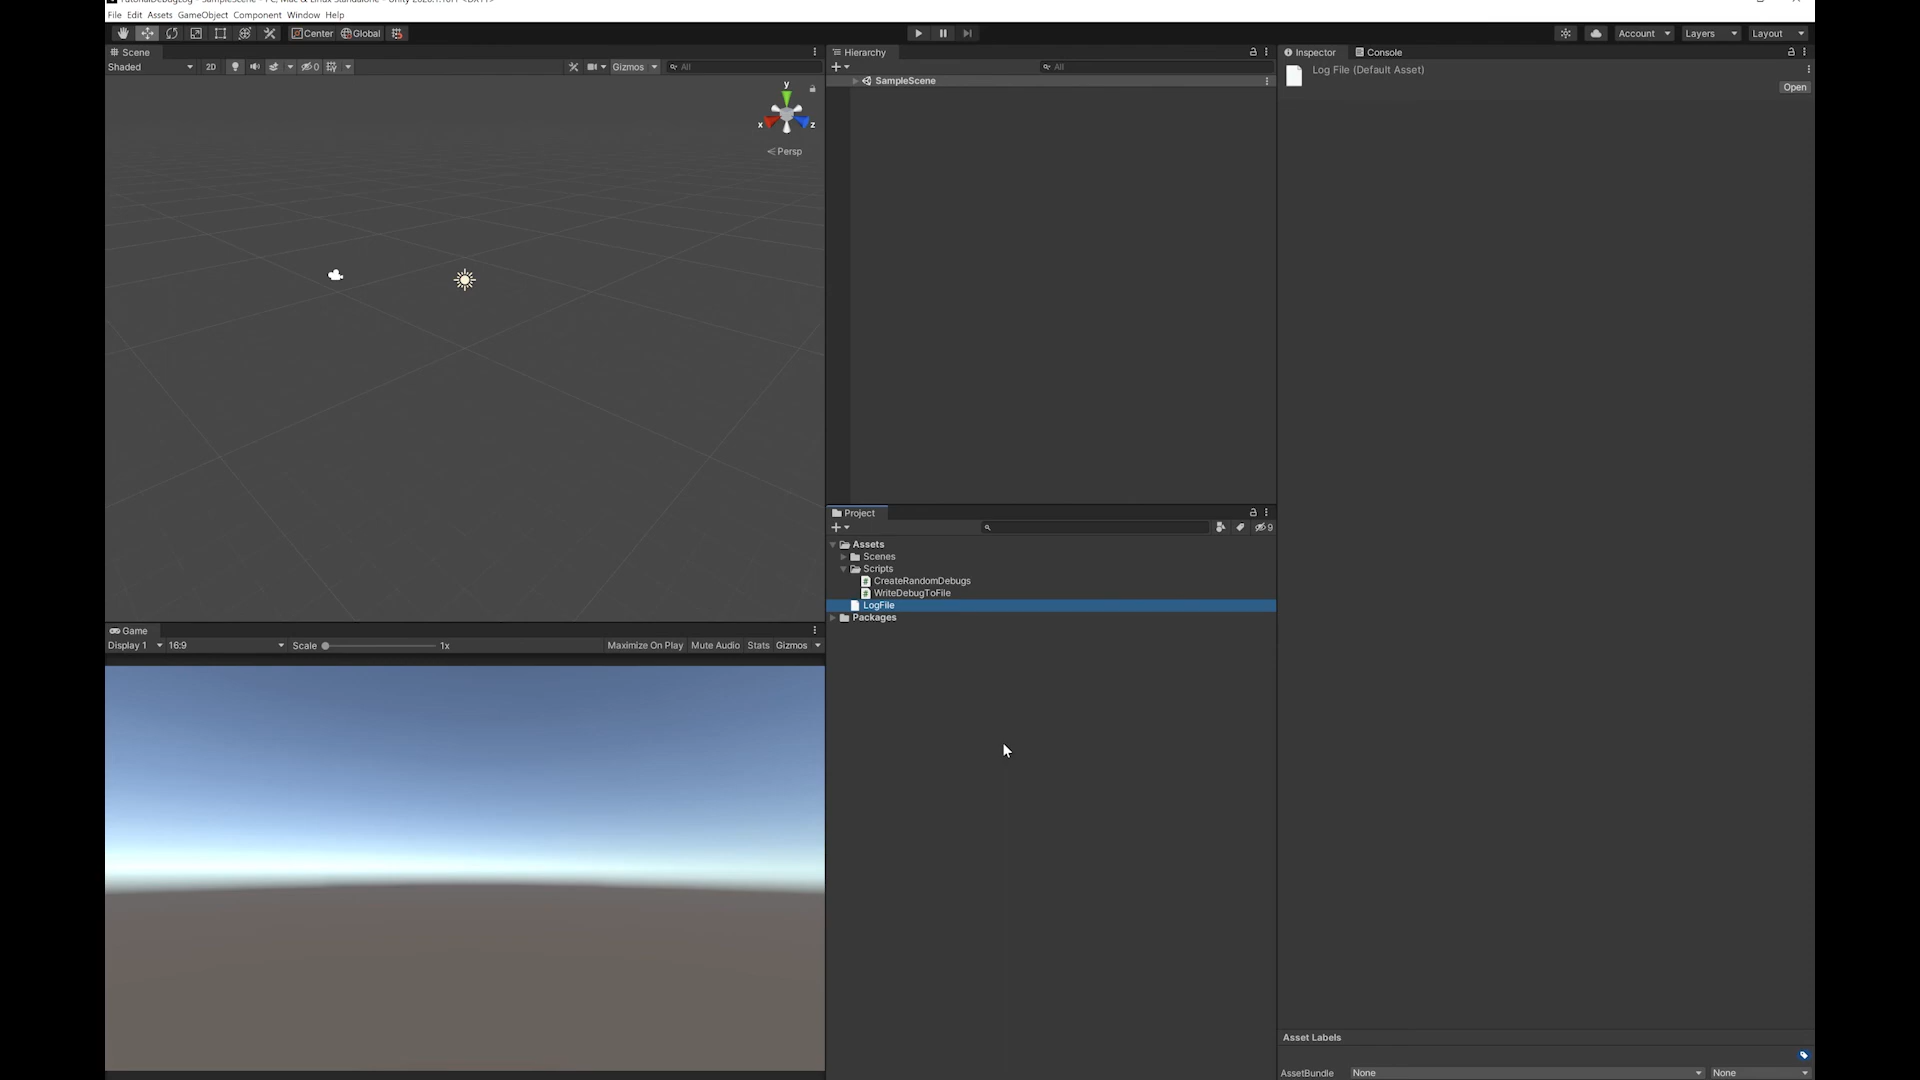 File Edit Assets GameObject Component Window Help
Center Global
Account Layers Layout
Scene
Shaded 2D 0 Gizmos All
y
x z
Persp
Game
Display 1 16:9 Scale 1x Maximize On Play Mute Audio Stats Gizmos
Hierarchy
All
SampleScene
Project
9
Assets
Scenes
Scripts
CreateRandomDebugs
WriteDebugToFile
LogFile
Packages
Inspector Console
Log File (Default Asset)
Open
Asset Labels
AssetBundle None None